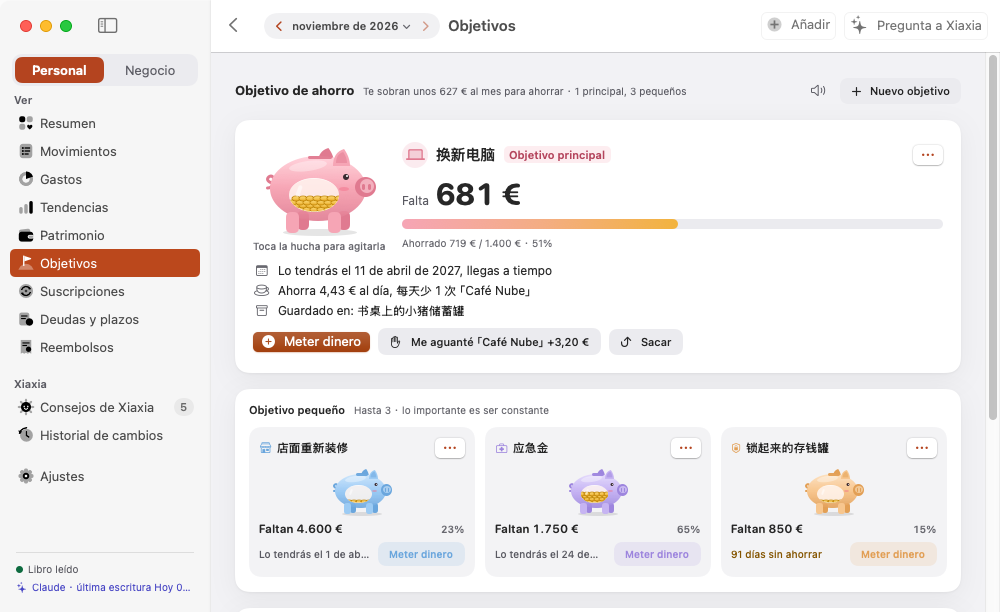 noviembre de 2026
Objetivos
Añadir
Pregunta a Xiaxia
Personal
Negocio
Ver
Resumen
Movimientos
Gastos
Tendencias
Patrimonio
Objetivos
Suscripciones
Deudas y plazos
Reembolsos
Xiaxia
Consejos de Xiaxia 5
Historial de cambios
Ajustes
Libro leído
Claude · última escritura Hoy 0...
Objetivo de ahorro Te sobran unos 627 € al mes para ahorrar · 1 principal, 3 pequeños
+ Nuevo objetivo
换新电脑 Objetivo principal
Falta 681 €
Ahorrado 719 € / 1.400 € · 51%
Toca la hucha para agitarla
Lo tendrás el 11 de abril de 2027, llegas a tiempo
Ahorra 4,43 € al día, 每天少 1 次「Café Nube」
Guardado en: 书桌上的小猪储蓄罐
Meter dinero
Me aguanté「Café Nube」+3,20 €
Sacar
Objetivo pequeño Hasta 3 · lo importante es ser constante
店面重新装修
Faltan 4.600 € 23%
Lo tendrás el 1 de ab...
Meter dinero
应急金
Faltan 1.750 € 65%
Lo tendrás el 24 de...
Meter dinero
锁起来的存钱罐
Faltan 850 € 15%
91 días sin ahorrar
Meter dinero